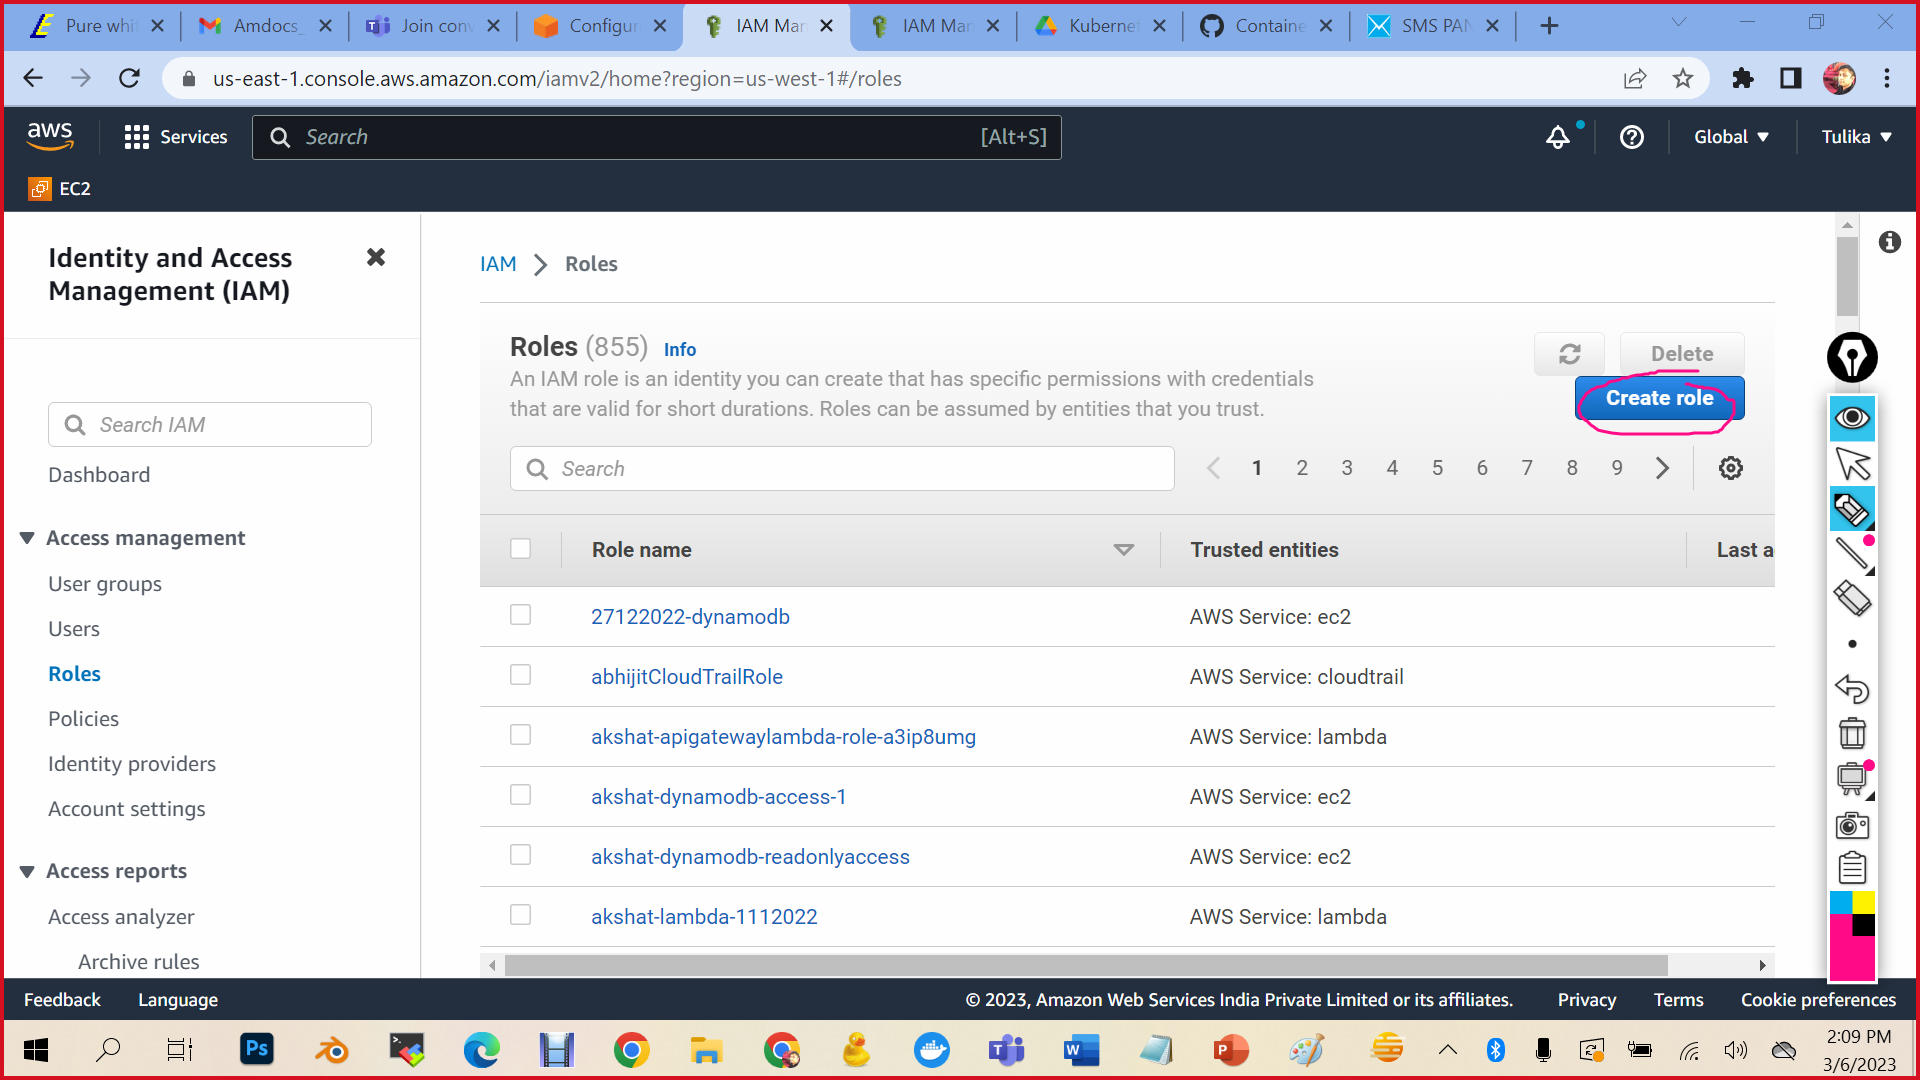 Pure whit
Amdocs_
Join conv
Configur
IAM Man
IAM Man
Kubernet
Containe
SMS PAN
us-east-1.console.aws.amazon.com/iamv2/home?region=us-west-1#/roles
aws
Services
Search
[Alt+S]
Global
Tulika
EC2
Identity and Access
Management (IAM)
Search IAM
Dashboard
Access management
User groups
Users
Roles
Policies
Identity providers
Account settings
Access reports
Access analyzer
Archive rules
IAM
Roles
Roles (855) Info
An IAM role is an identity you can create that has specific permissions with credentials
that are valid for short durations. Roles can be assumed by entities that you trust.
Delete
Create role
Search
1 2 3 4 5 6 7 8 9
Role name Trusted entities Last a
27122022-dynamodb AWS Service: ec2
abhijitCloudTrailRole AWS Service: cloudtrail
akshat-apigatewaylambda-role-a3ip8umg AWS Service: lambda
akshat-dynamodb-access-1 AWS Service: ec2
akshat-dynamodb-readonlyaccess AWS Service: ec2
akshat-lambda-1112022 AWS Service: lambda
Feedback Language © 2023, Amazon Web Services India Private Limited or its affiliates. Privacy Terms Cookie preferences
Ps
2:09 PM
3/6/2023